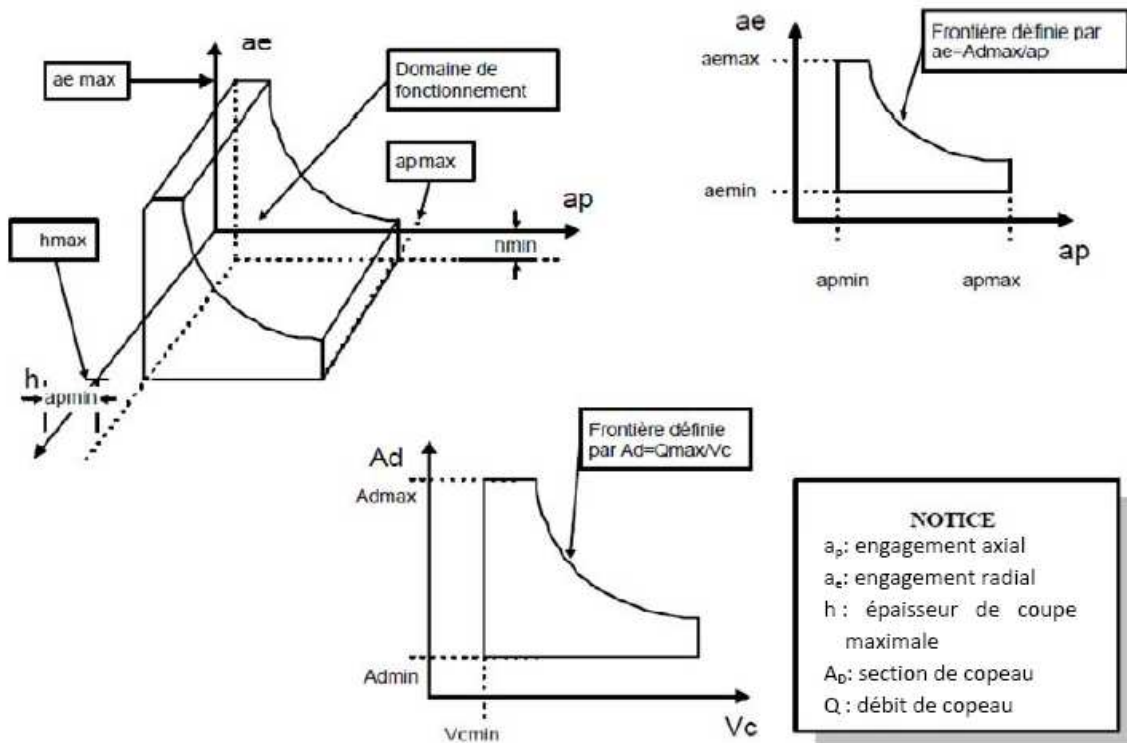 ae
ae max
Domaine de
fonctionnement
apmax
ap
hmin
hmax
h
apmin
ae
Frontière définie par
ae=Admax/ap
aemax
aemin
ap
apmin
apmax
Frontière définie
par Ad=Qmax/Vc
Ad
Admax
Admin
Vcmin
Vc
NOTICE
ap: engagement axial
ae: engagement radial
h : épaisseur de coupe
maximale
AD: section de copeau
Q : débit de copeau